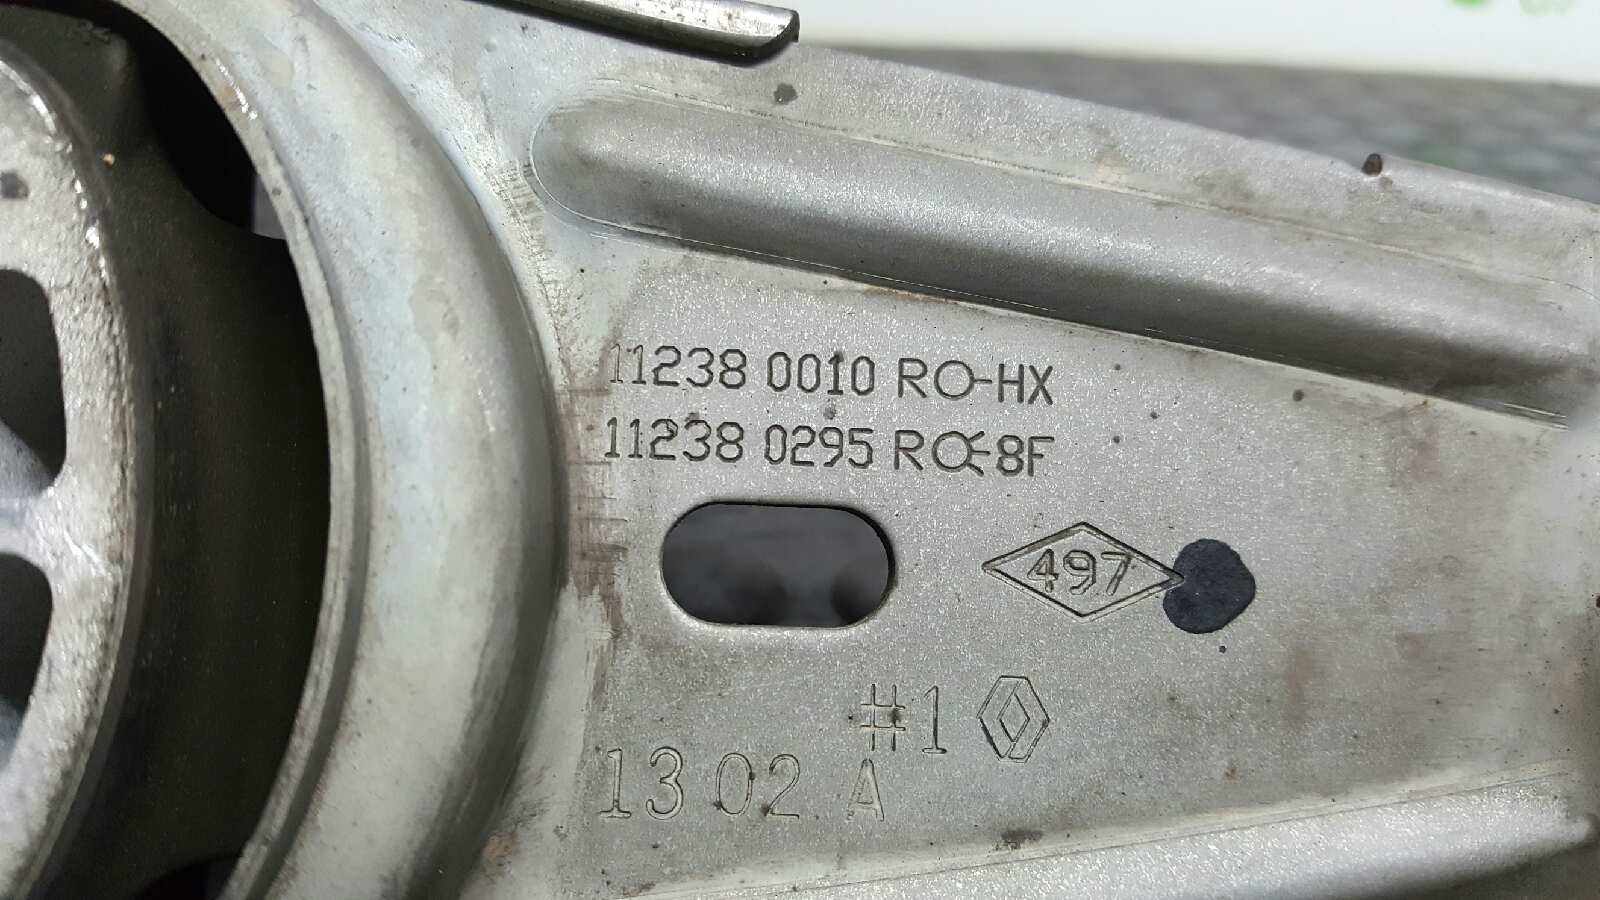 11238 0010 RO-HX
11238 0295 RO-8F
497
#1
13 02 A